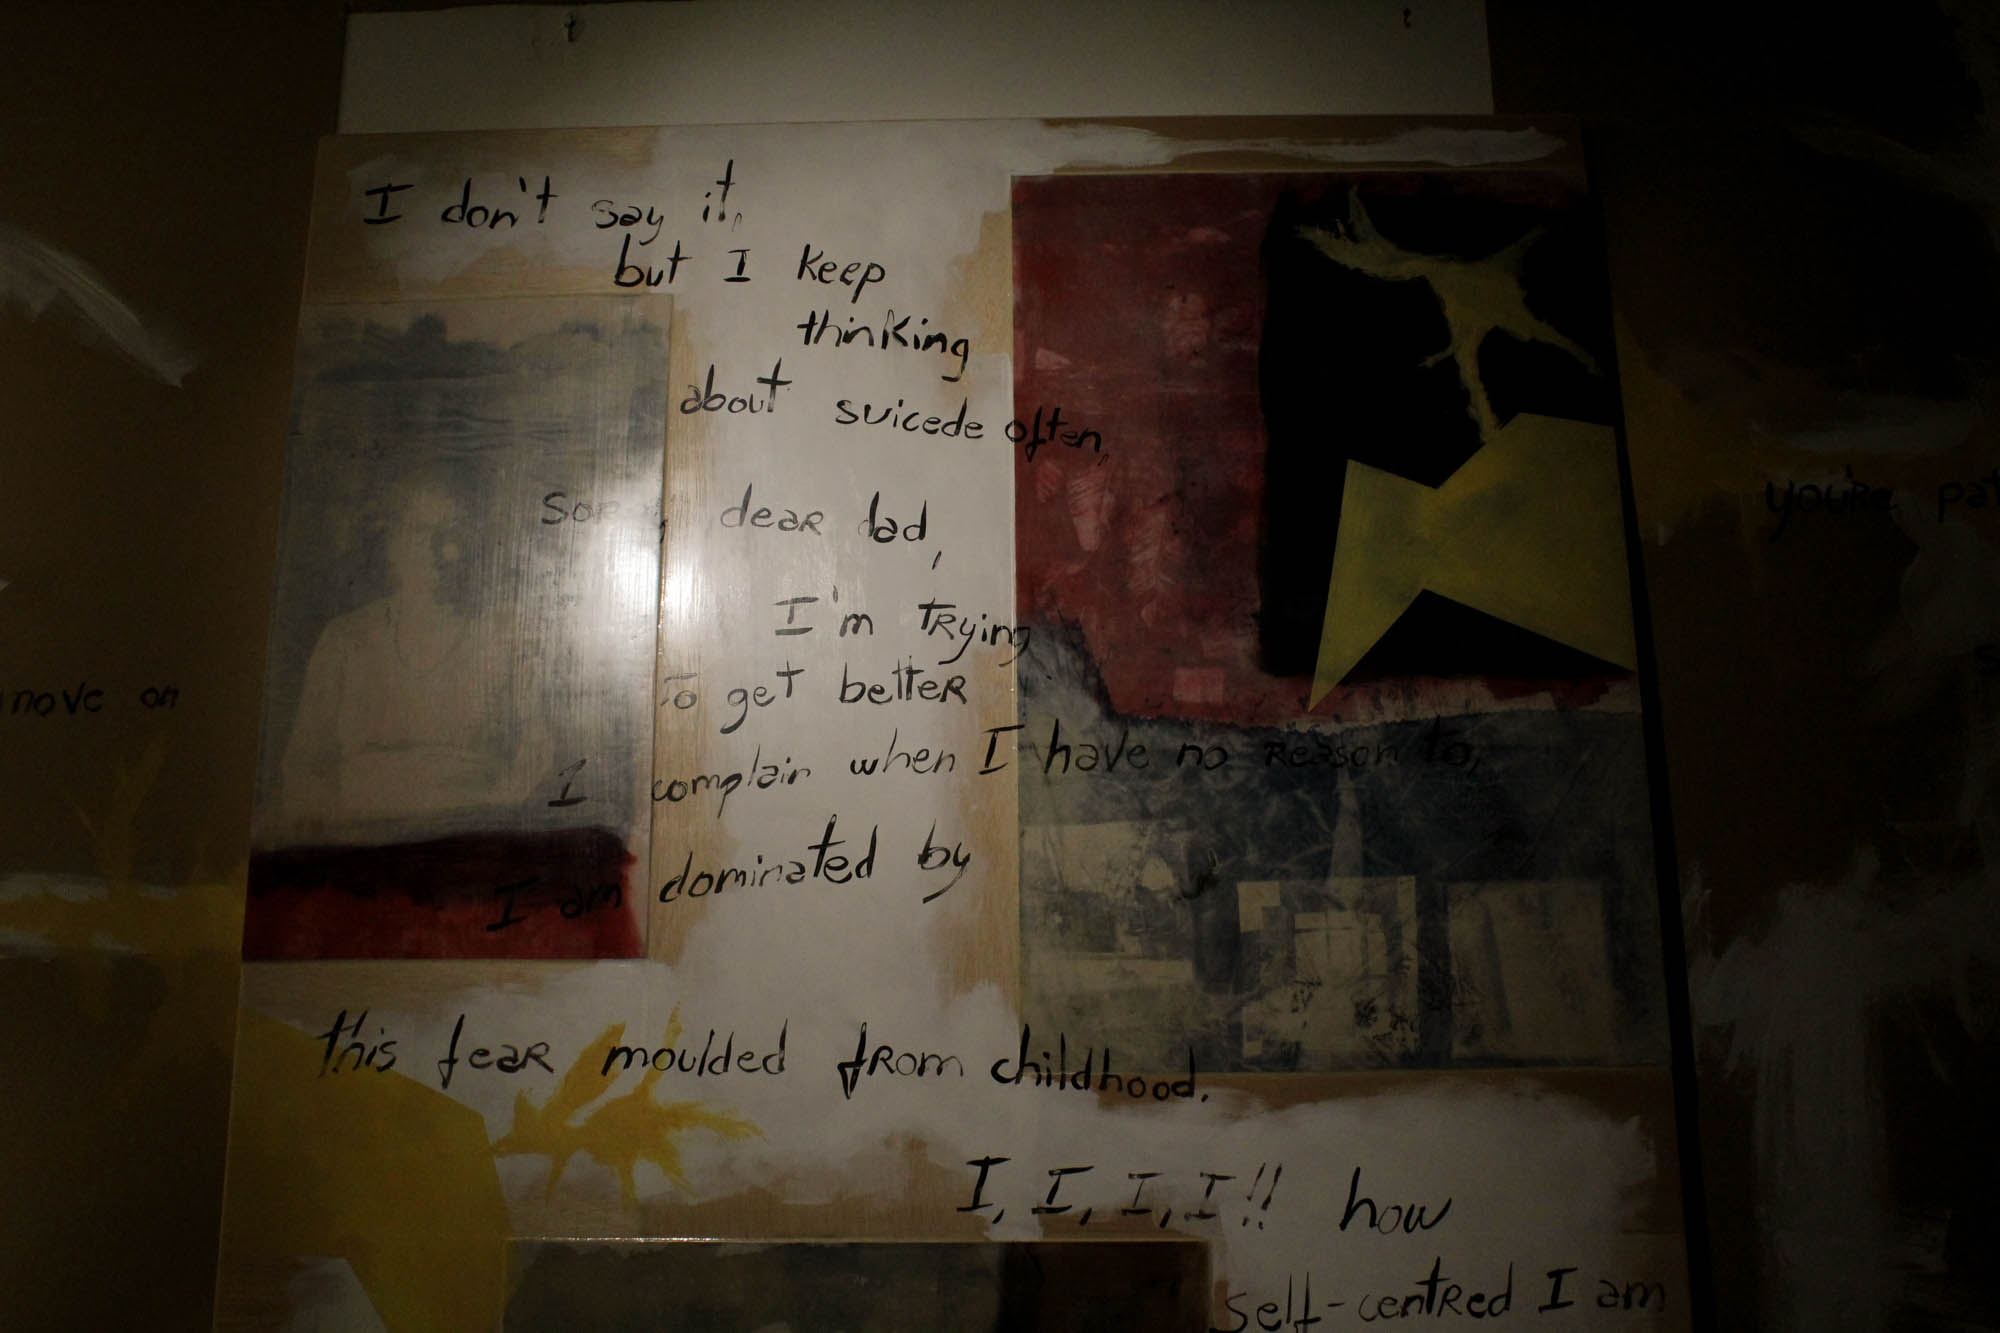 I don't say it,
but I keep
thinking
about suicede often,
sorry, dear dad,
I'm trying
to get better
I complain when I have no reason to,
I am dominated by
this fear moulded from childhood.
I, I, I, I!! how
self-centred I am
move on
you're